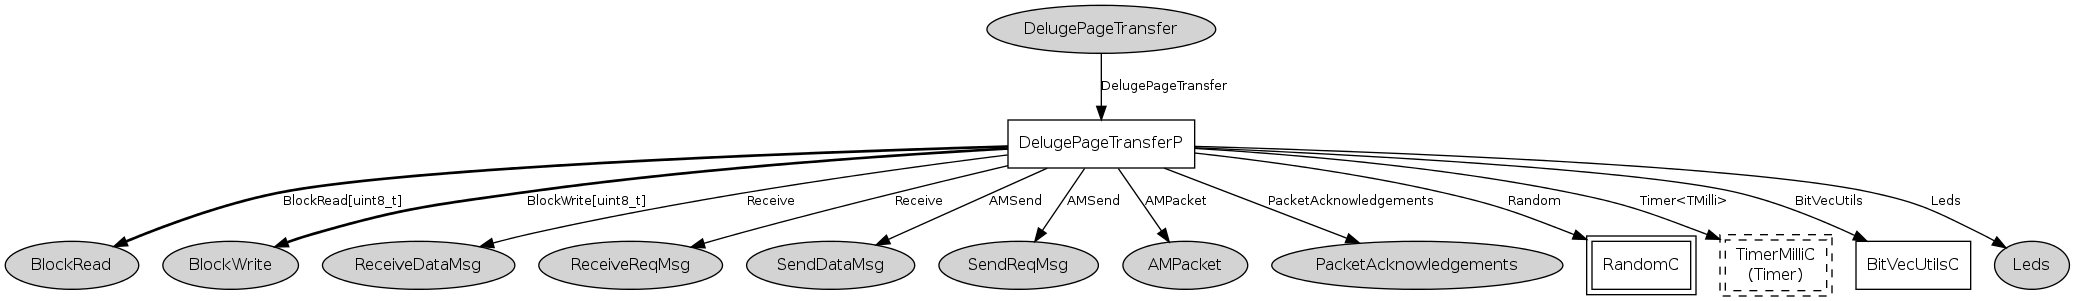 DelugePageTransfer
DelugePageTransfer
DelugePageTransferP
BlockRead[uint8_t]
BlockWrite[uint8_t]
Receive
Receive
AMSend
AMSend
AMPacket
PacketAcknowledgements
Random
Timer<TMilli>
BitVecUtils
Leds
BlockRead
BlockWrite
ReceiveDataMsg
ReceiveReqMsg
SendDataMsg
SendReqMsg
AMPacket
PacketAcknowledgements
RandomC
TimerMilliC
(Timer)
BitVecUtilsC
Leds